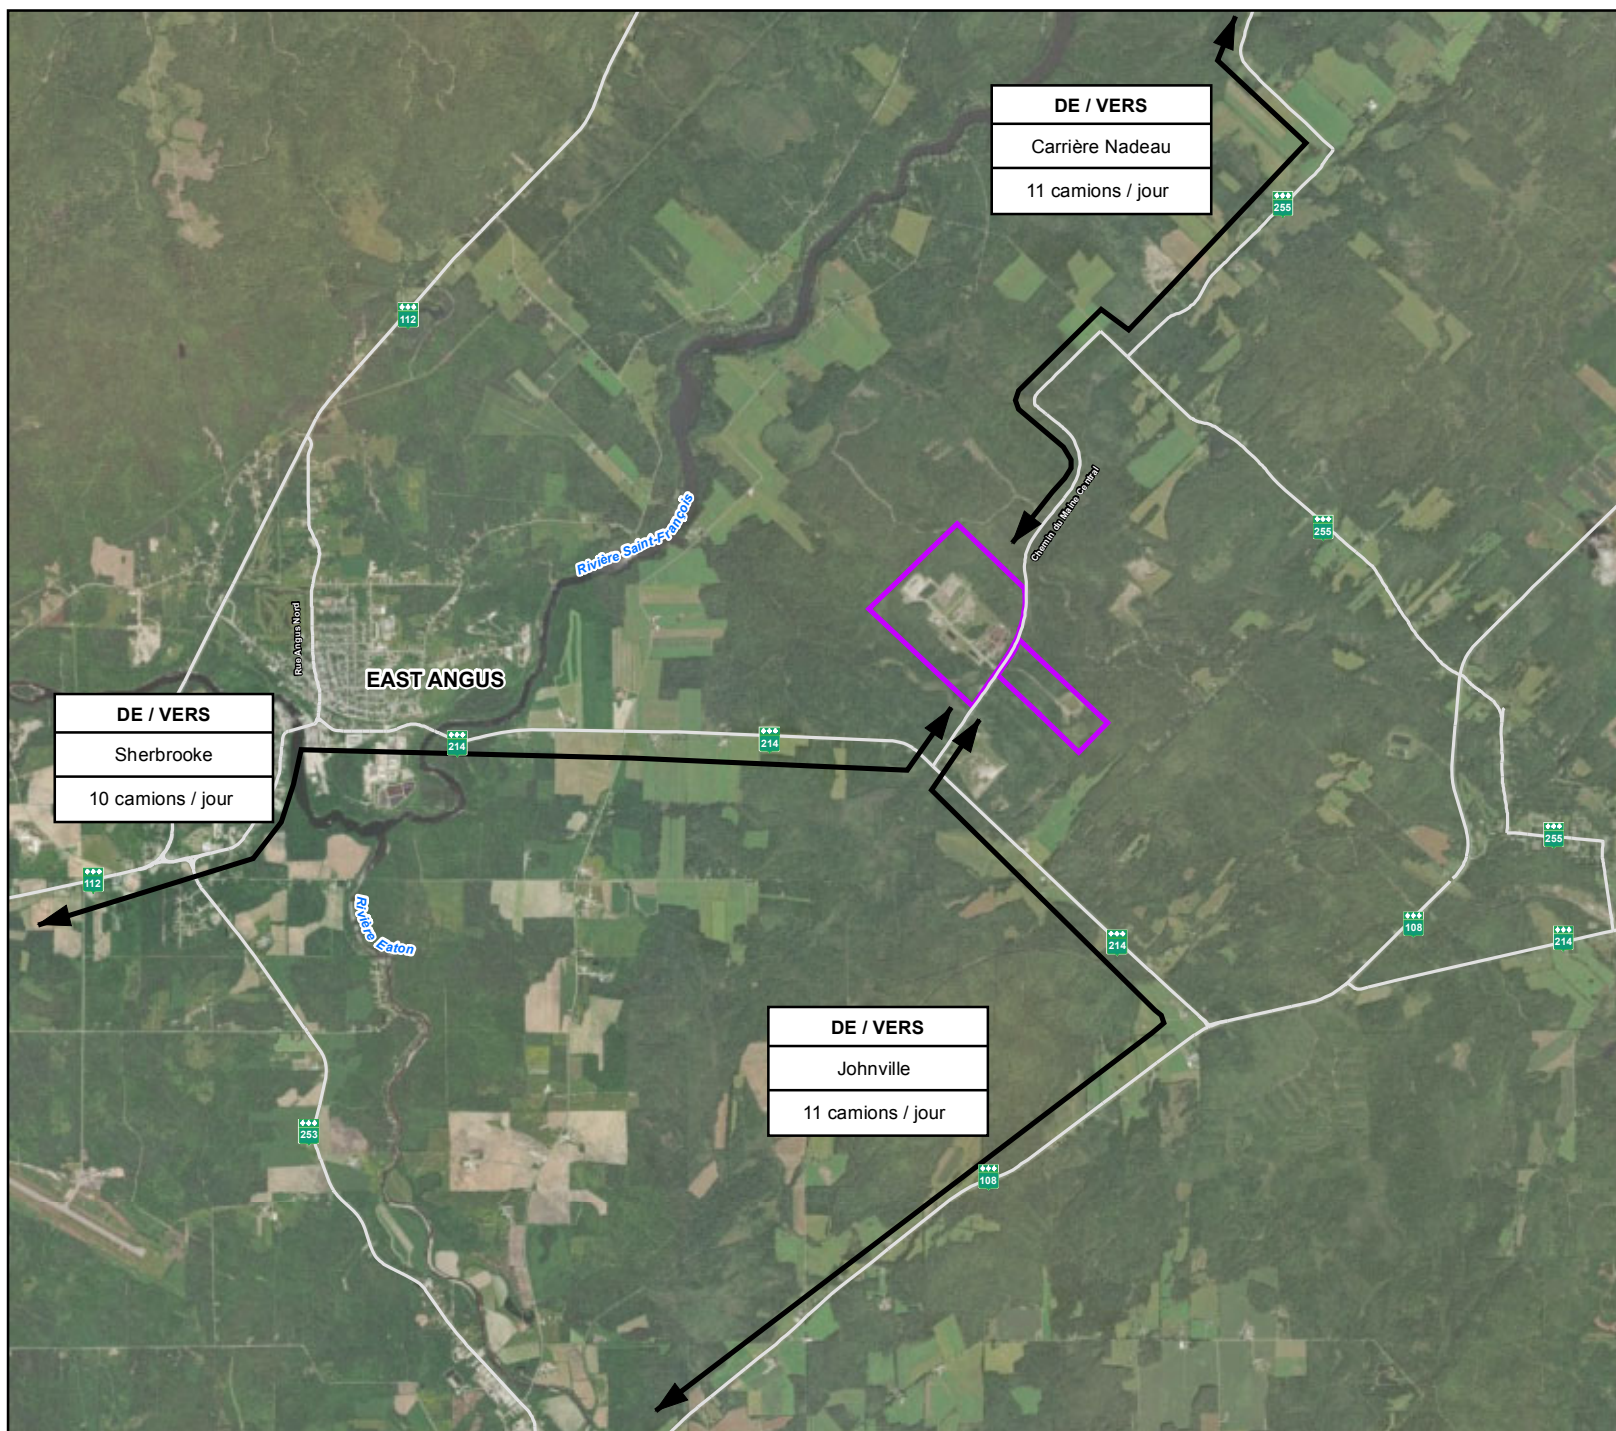 DE / VERS
Carrière Nadeau
11 camions / jour
255
112
Chemin du Maine Central
Rivière Saint-François
255
Rue Angus Nord
EAST ANGUS
DE / VERS
Sherbrooke
10 camions / jour
214
214
255
112
108
214
214
Rivière Eaton
DE / VERS
Johnville
11 camions / jour
253
108